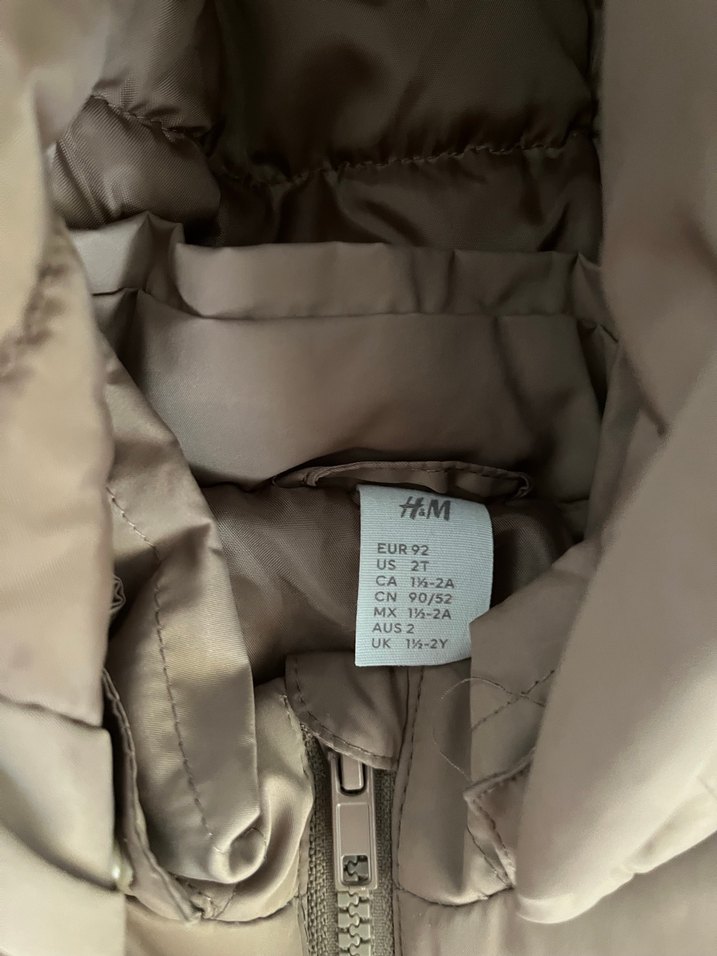 H&M
EUR 92
US 2T
CA 1½-2A
CN 90/52
MX 1½-2A
AUS 2
UK 1½-2Y